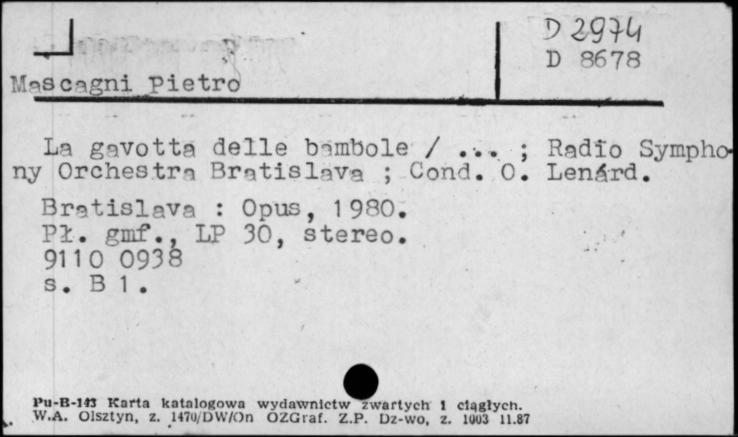 D 2974
D 8678
Mascagni Pietro
La gavotta delle bambole / ... ; Radio Sympho-
ny Orchestra Bratislava ; Cond. O. Lenárd.
Bratislava : Opus, 1980.
Pł. gmf., LP 30, stereo.
9110 0938
s. B 1.
Pu-B-143 Karta katalogowa wydawnictw zwartych i ciągłych.
W.A. Olsztyn, z. 1470/DW/On OZGraf. Z.P. Dz-wo, z. 1003 11.87